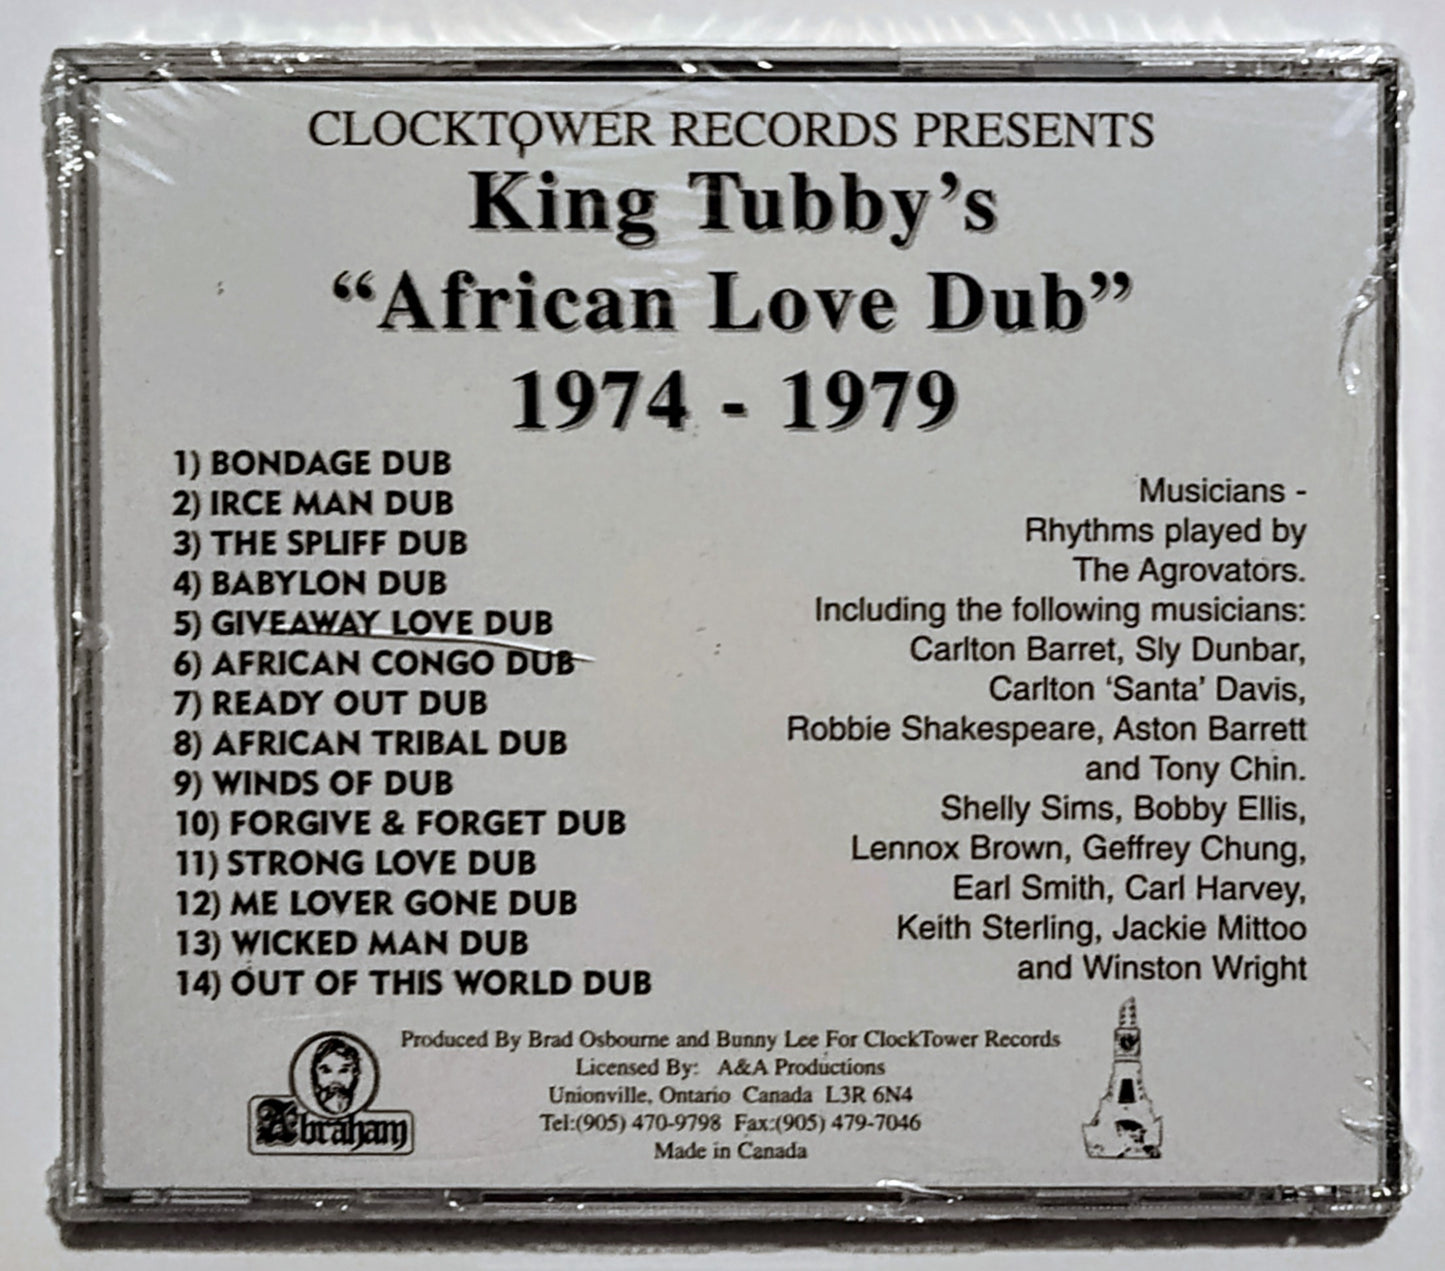 CLOCKTOWER RECORDS PRESENTS
King Tubby's
“African Love Dub”
1974 - 1979
1) BONDAGE DUB
2) IRCE MAN DUB
3) THE SPLIFF DUB
4) BABYLON DUB
5) GIVEAWAY LOVE DUB
6) AFRICAN CONGO DUB
7) READY OUT DUB
8) AFRICAN TRIBAL DUB
9) WINDS OF DUB
10) FORGIVE & FORGET DUB
11) STRONG LOVE DUB
12) ME LOVER GONE DUB
13) WICKED MAN DUB
14) OUT OF THIS WORLD DUB
Musicians -
Rhythms played by
The Agrovators.
Including the following musicians:
Carlton Barret, Sly Dunbar,
Carlton ‘Santa’ Davis,
Robbie Shakespeare, Aston Barrett
and Tony Chin.
Shelly Sims, Bobby Ellis,
Lennox Brown, Geffrey Chung,
Earl Smith, Carl Harvey,
Keith Sterling, Jackie Mittoo
and Winston Wright
Abraham
Produced By Brad Osbourne and Bunny Lee For ClockTower Records
Licensed By: A&A Productions
Unionville, Ontario Canada L3R 6N4
Tel:(905) 470-9798 Fax:(905) 479-7046
Made in Canada